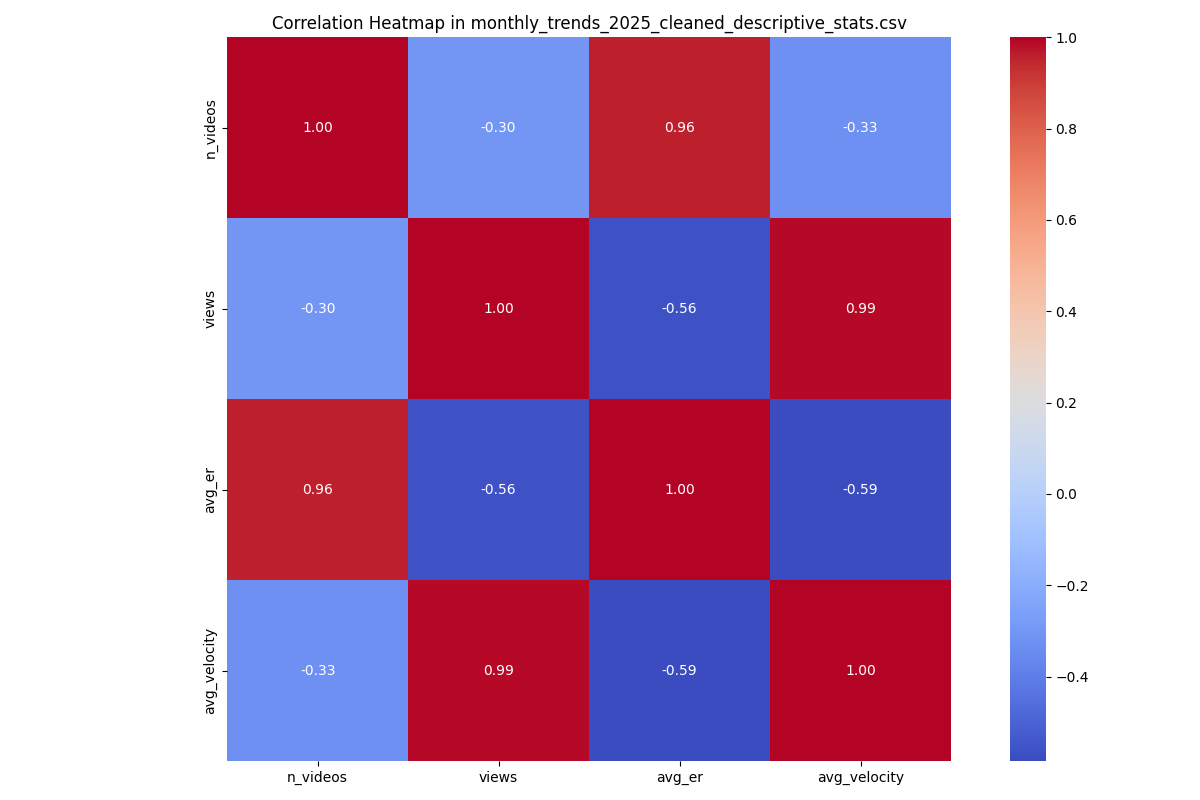 Correlation Heatmap in monthly_trends_2025_cleaned_descriptive_stats.csv
n_videos
1.00
-0.30
0.96
-0.33
views
-0.30
1.00
-0.56
0.99
avg_er
0.96
-0.56
1.00
-0.59
avg_velocity
-0.33
0.99
-0.59
1.00
n_videos
views
avg_er
avg_velocity
1.0
0.8
0.6
0.4
0.2
0.0
−0.2
−0.4